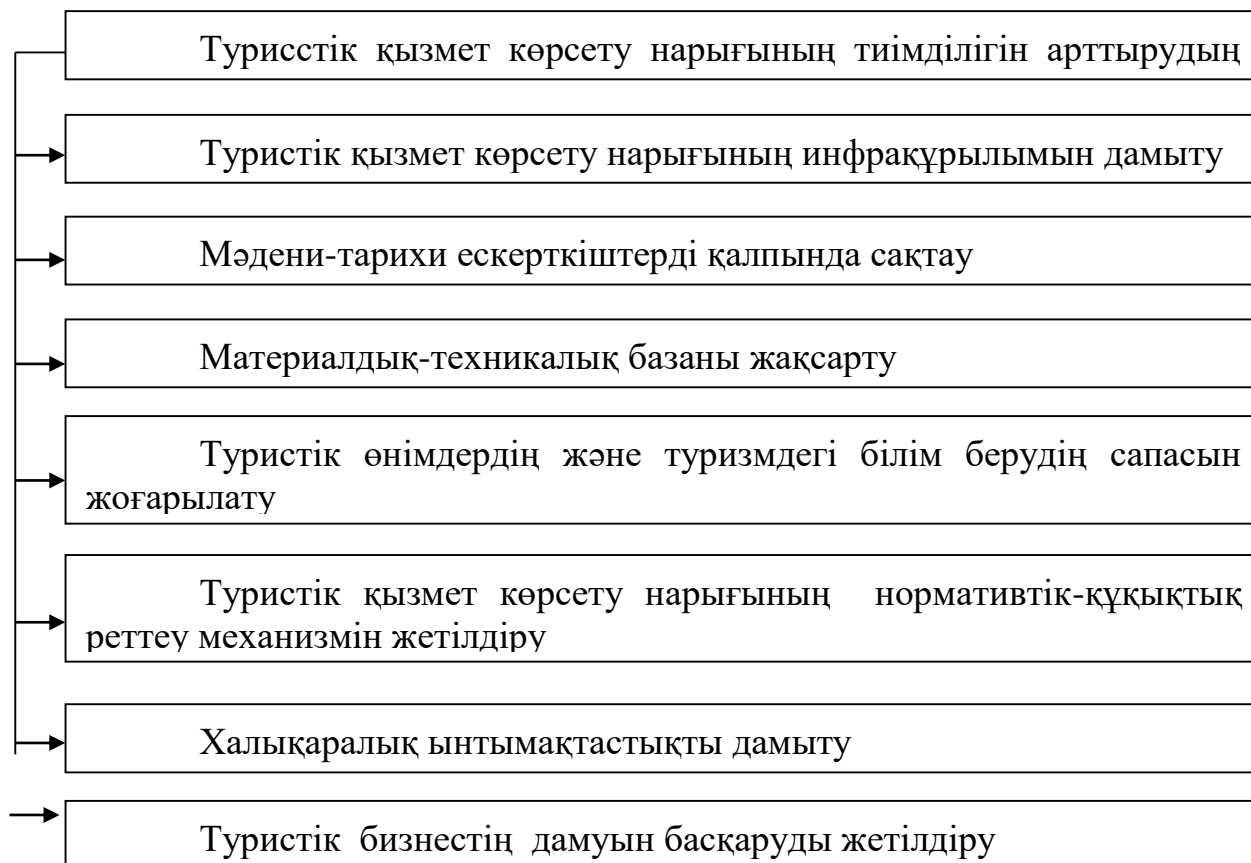 Турисстік қызмет көрсету нарығының тиімділігін арттырудың
Туристік қызмет көрсету нарығының инфрақұрылымын дамыту
Мәдени-тарихи ескерткіштерді қалпында сақтау
Материалдық-техникалық базаны жақсарту
Туристік өнімдердің және туризмдегі білім берудің сапасын
жоғарылату
Туристік қызмет көрсету нарығының нормативтік-құқықтық
реттеу механизмін жетілдіру
Халықаралық ынтымақтастықты дамыту
Туристік бизнестің дамуын басқаруды жетілдіру